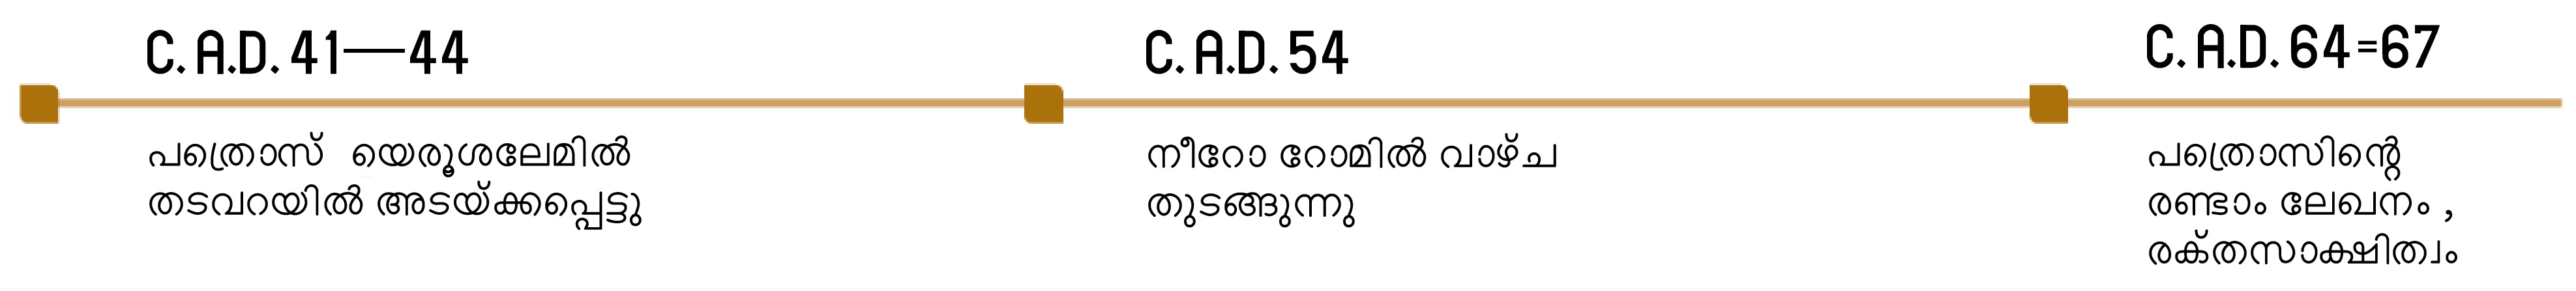 C. A.D. 41—44
പത്രൊസ് യെരൂശലേമിൽ
തടവറയിൽ അടയ്ക്കപ്പെട്ടു
C. A.D. 54
നീറോ റോമിൽ വാഴ്ച
തുടങ്ങുന്നു
C. A.D. 64=67
പത്രൊസിന്റെ
രണ്ടാം ലേഖനം ,
രക്തസാക്ഷിത്വം